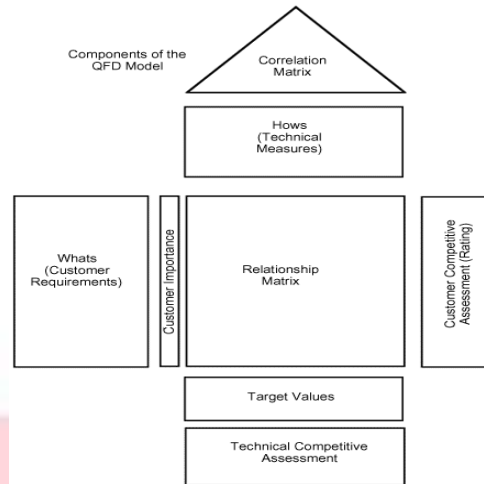 Components of the
QFD Model
Correlation
Matrix
Hows
(Technical
Measures)
Whats
(Customer
Requirements)
Customer Importance
Relationship
Matrix
Customer Competitive
Assessment (Rating)
Target Values
Technical Competitive
Assessment